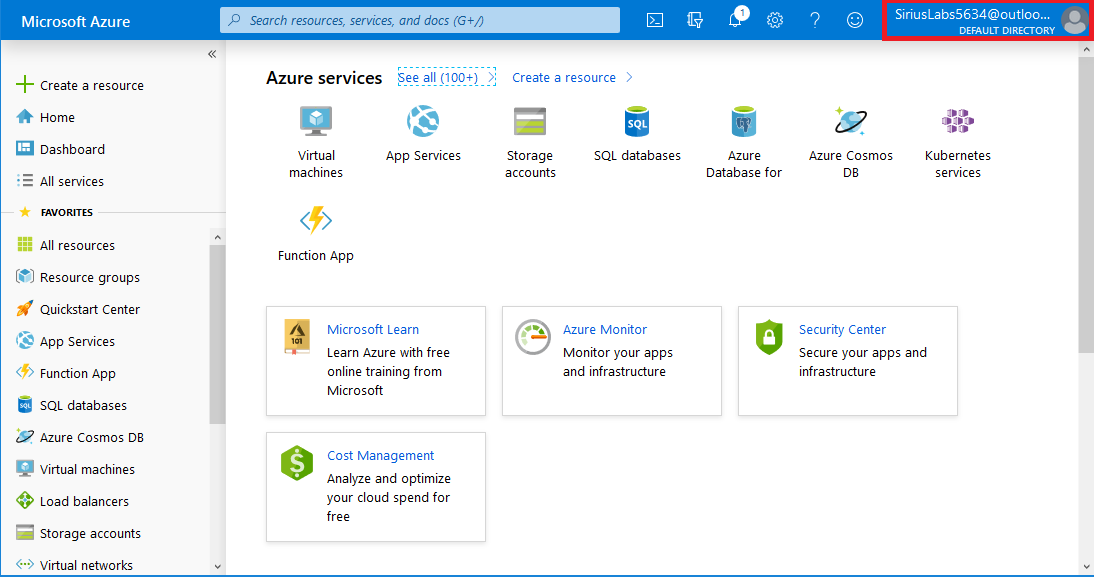 Microsoft Azure
Search resources, services, and docs (G+/)
1
SiriusLabs5634@outloo...
DEFAULT DIRECTORY
«
Create a resource
Home
Dashboard
All services
FAVORITES
All resources
Resource groups
Quickstart Center
App Services
Function App
SQL databases
Azure Cosmos DB
Virtual machines
Load balancers
Storage accounts
Virtual networks
Azure services
See all (100+)
Create a resource
Virtual
machines
App Services
Storage
accounts
SQL
SQL databases
Azure
Database for
Azure Cosmos
DB
Kubernetes
services
Function App
101
Microsoft Learn
Learn Azure with free
online training from
Microsoft
Azure Monitor
Monitor your apps
and infrastructure
Security Center
Secure your apps and
infrastructure
$
Cost Management
Analyze and optimize
your cloud spend for
free